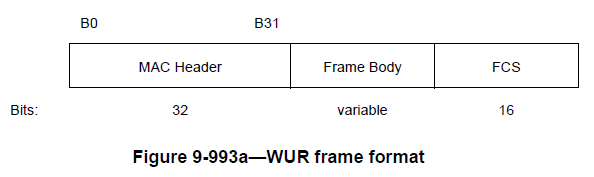 B0 B31
MAC Header Frame Body FCS
Bits: 32 variable 16
Figure 9-993a—WUR frame format